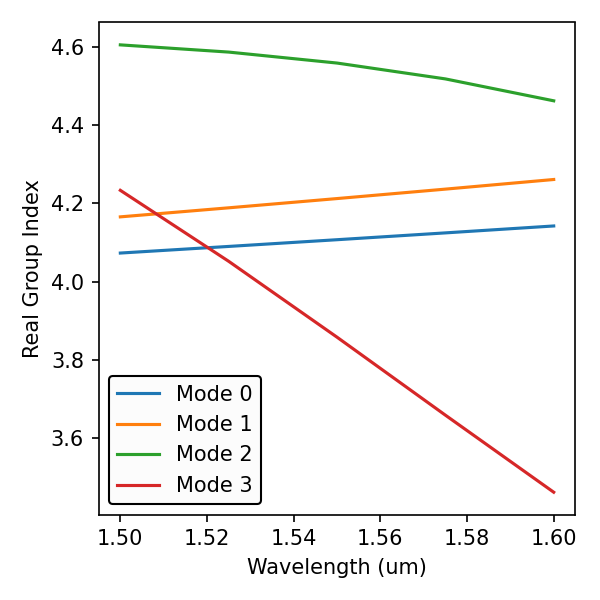 4.6
4.4
4.2
4.0
3.8
3.6
Real Group Index
Mode 0
Mode 1
Mode 2
Mode 3
1.50 1.52 1.54 1.56 1.58 1.60
Wavelength (um)